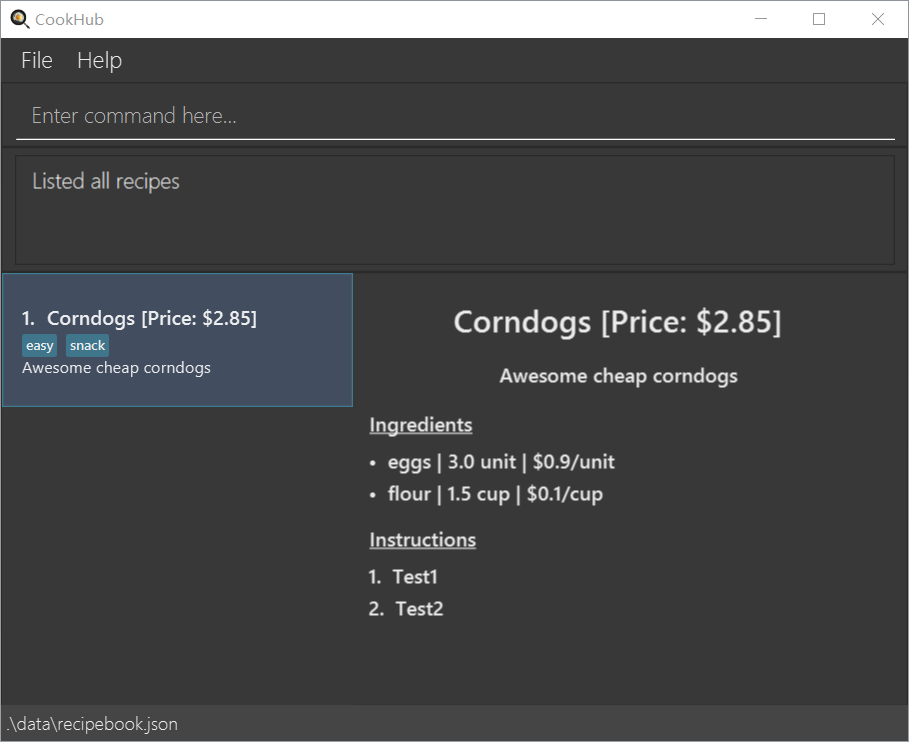 CookHub
File Help
Enter command here...
Listed all recipes
1. Corndogs [Price: $2.85]
easy snack
Awesome cheap corndogs
Corndogs [Price: $2.85]
Awesome cheap corndogs
Ingredients
• eggs | 3.0 unit | $0.9/unit
• flour | 1.5 cup | $0.1/cup
Instructions
1. Test1
2. Test2
.\data\recipebook.json